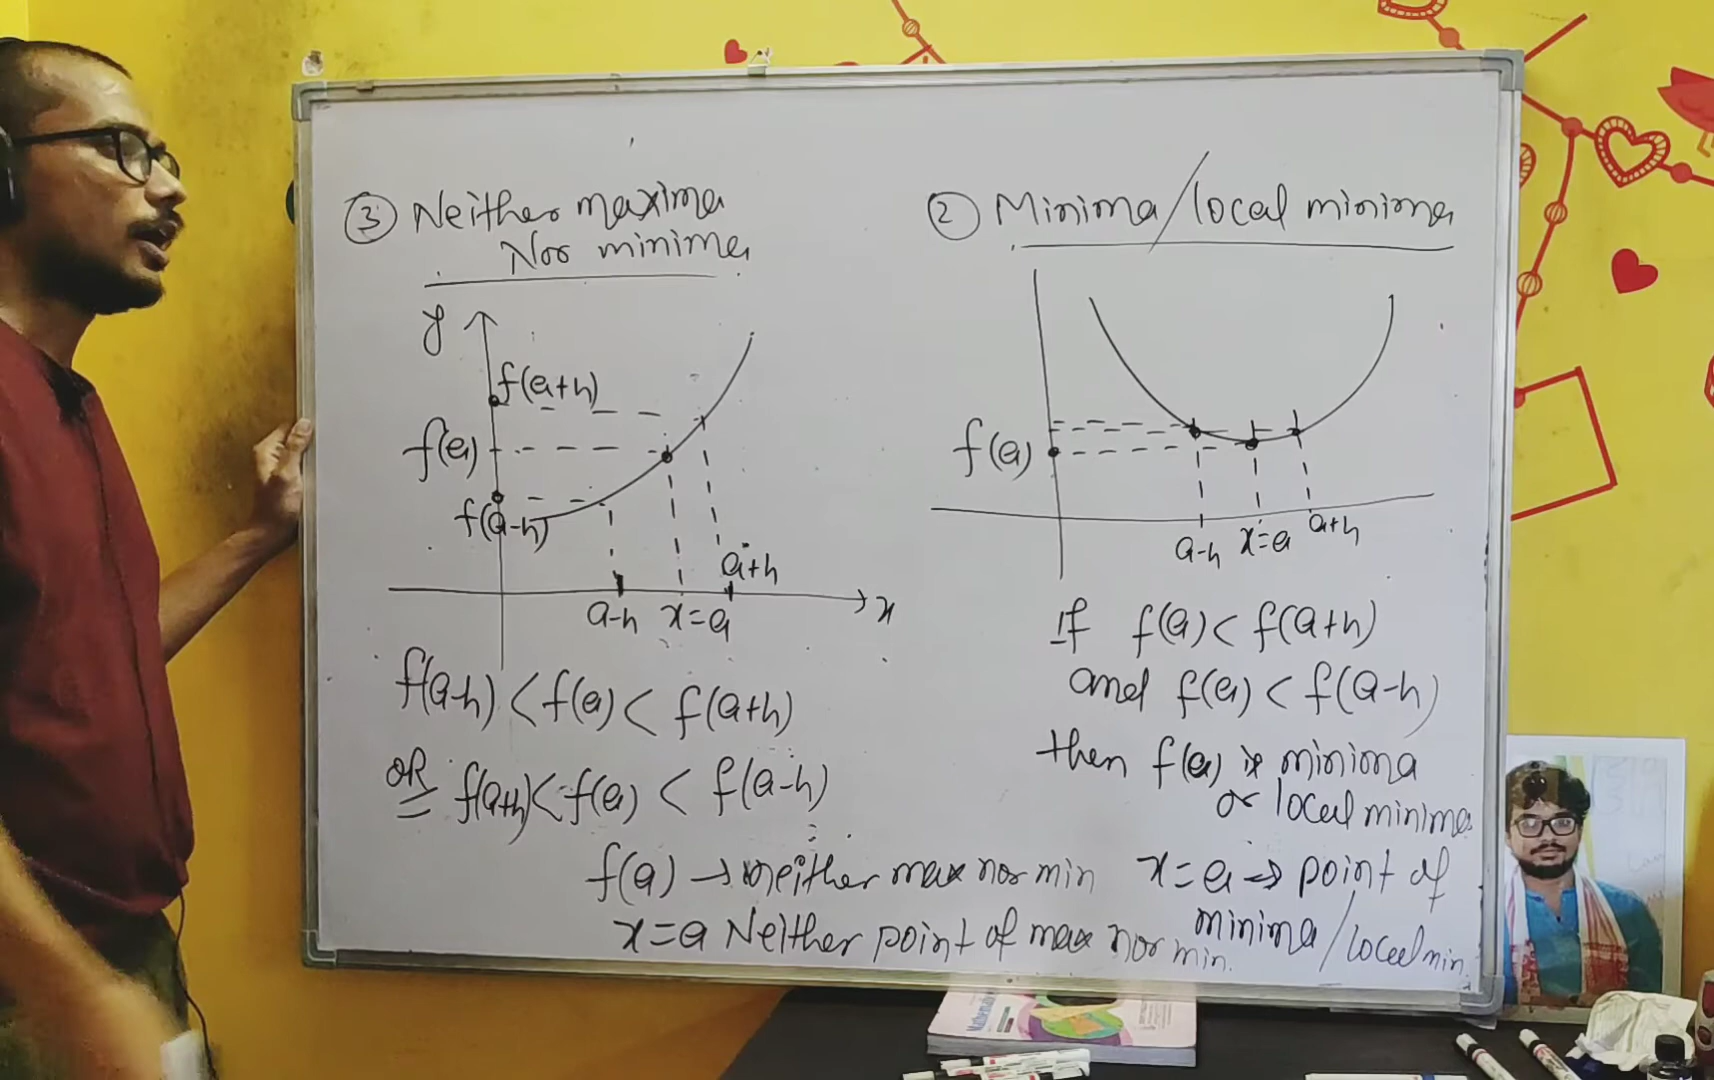 ③ Neither maxima
Nor minima
y
f(a+h)
f(a)
f(a-h)
a+h
a-h x=a
x
f(a-h) < f(a) < f(a+h)
OR f(a+h) < f(a) < f(a-h)
f(a) → neither max nor min
x=a Neither point of max nor min.
② Minima/local minima
f(a)
a-h x=a a+h
If f(a) < f(a+h)
and f(a) < f(a-h)
then f(a) is minima
or local minima
x=a → point of
minima/local min.
Mathematics